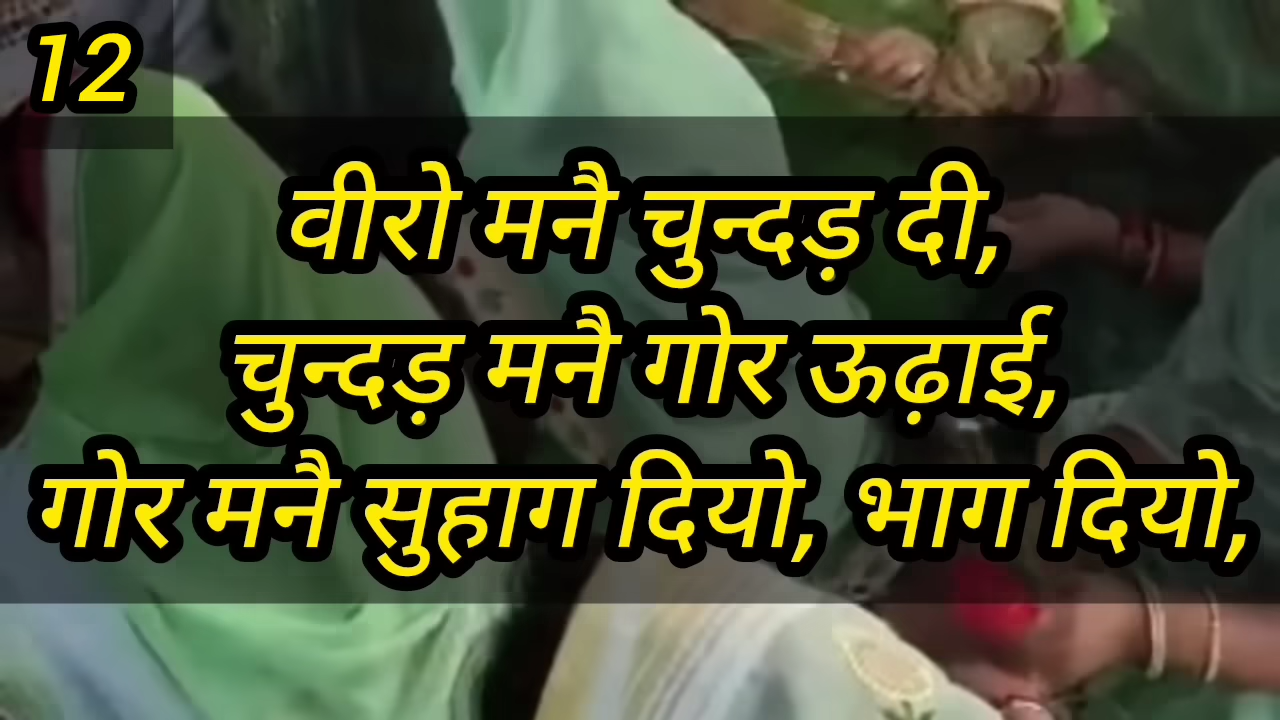 12
वीरो मनै चुन्दड़ दी,
चुन्दड़ मनै गोर ऊढ़ाई,
गोर मनै सुहाग दियो, भाग दियो,